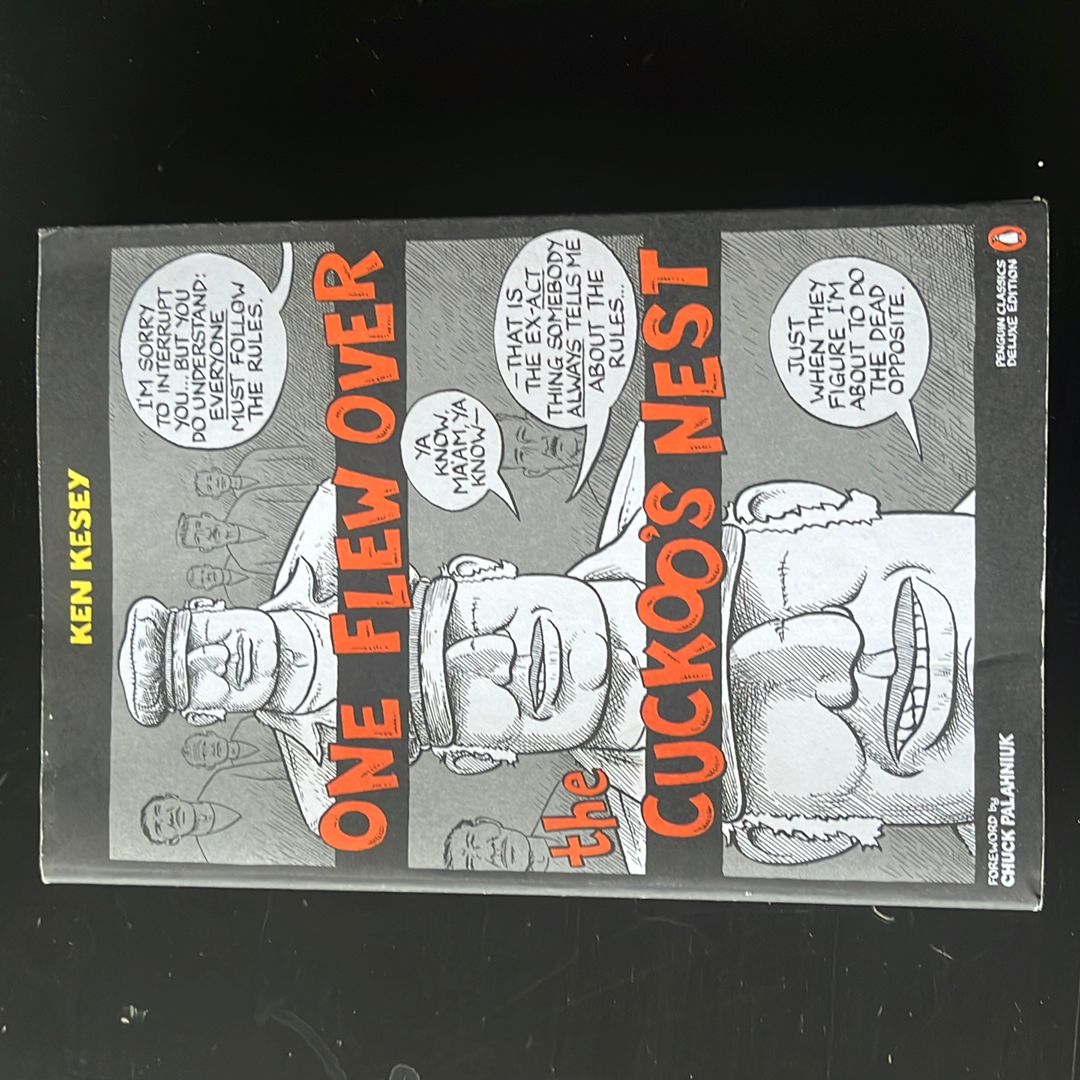 KEN KESEY
I'M SORRY
TO INTERRUPT
YOU... BUT YOU
DO UNDERSTAND:
EVERYONE
MUST FOLLOW
THE RULES.
ONE FLEW OVER
YA
KNOW,
MA'AM, YA
KNOW—
—THAT IS
THE EX-ACT
THING SOMEBODY
ALWAYS TELLS ME
ABOUT THE
RULES...
the
CUCKOO'S NEST
JUST
WHEN THEY
FIGURE I'M
ABOUT TO DO
THE DEAD
OPPOSITE.
FOREWORD by
CHUCK PALAHNIUK
PENGUIN CLASSICS
DELUXE EDITION